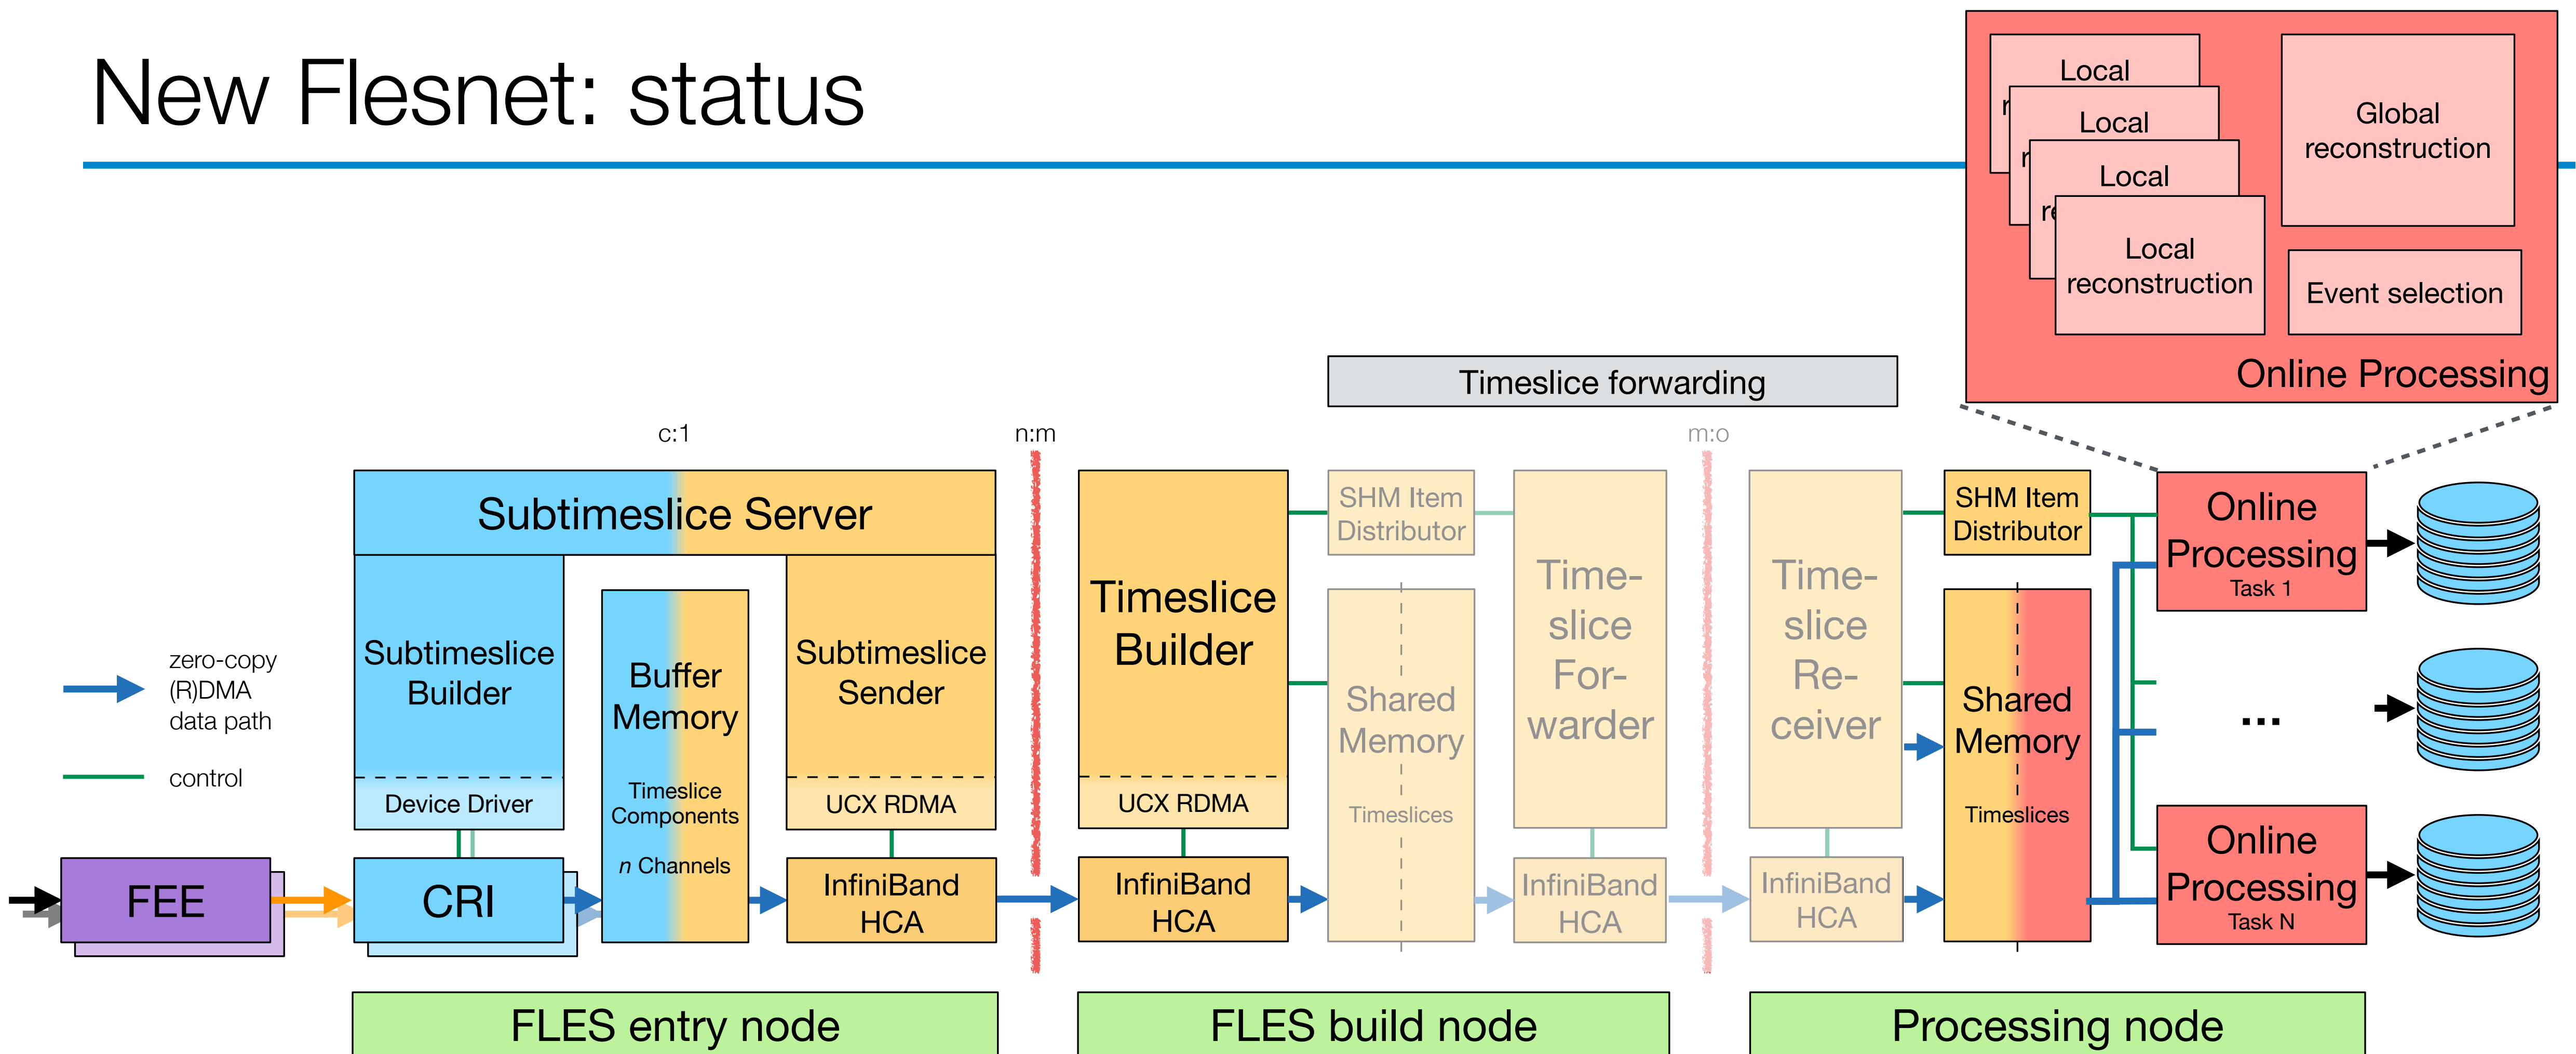 New Flesnet: status
Local
r
Local
r
Local
re
Local
reconstruction
Global
reconstruction
Event selection
Online Processing
Timeslice forwarding
c:1
n:m
m:o
Subtimeslice Server
Subtimeslice
Builder
Device Driver
Buffer
Memory
Timeslice
Components
n Channels
Subtimeslice
Sender
UCX RDMA
Timeslice
Builder
UCX RDMA
SHM Item
Distributor
Shared
Memory
Timeslices
Time-
slice
For-
warder
Time-
slice
Re-
ceiver
SHM Item
Distributor
Shared
Memory
Timeslices
Online
Processing
Task 1
...
Online
Processing
Task N
zero-copy
(R)DMA
data path
control
FEE
CRI
InfiniBand
HCA
InfiniBand
HCA
InfiniBand
HCA
InfiniBand
HCA
FLES entry node
FLES build node
Processing node